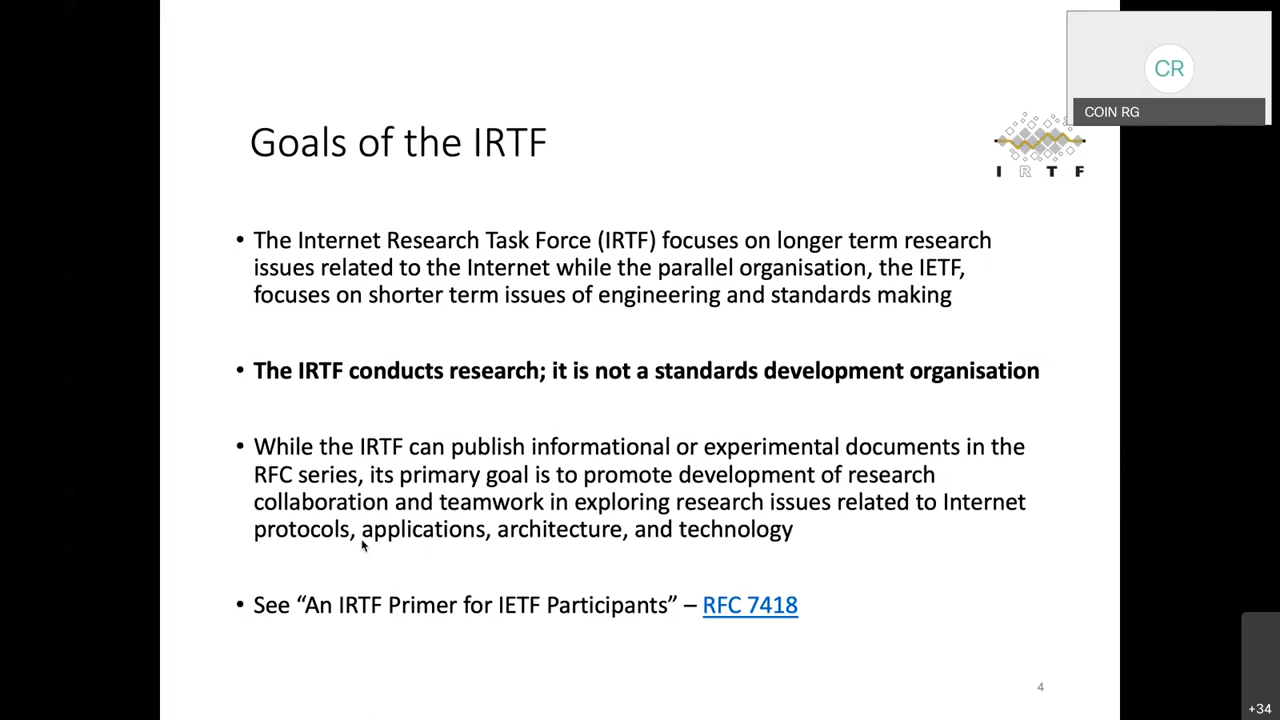 CR
COIN RG
Goals of the IRTF
I R T F
• The Internet Research Task Force (IRTF) focuses on longer term research
issues related to the Internet while the parallel organisation, the IETF,
focuses on shorter term issues of engineering and standards making
• The IRTF conducts research; it is not a standards development organisation
• While the IRTF can publish informational or experimental documents in the
RFC series, its primary goal is to promote development of research
collaboration and teamwork in exploring research issues related to Internet
protocols, applications, architecture, and technology
• See “An IRTF Primer for IETF Participants” – RFC 7418
4
+34